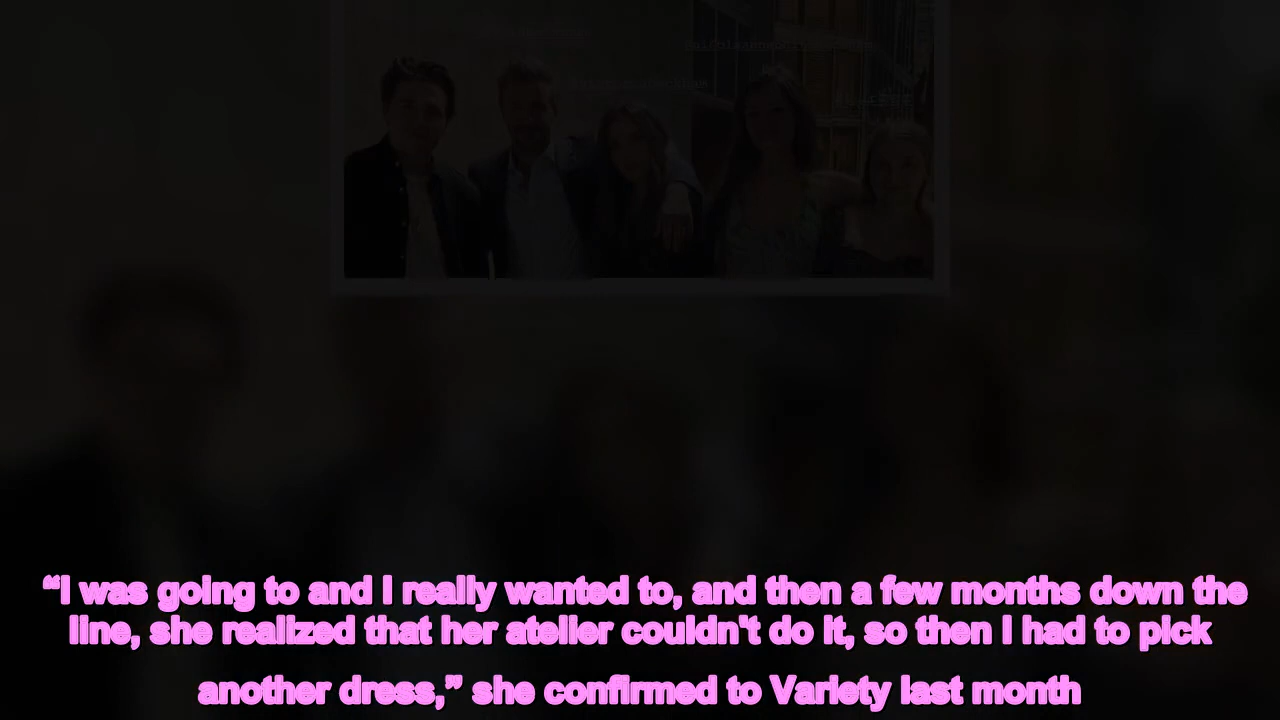 “I was going to and I really wanted to, and then a few months down the
line, she realized that her atelier couldn't do it, so then I had to pick
another dress,” she confirmed to Variety last month